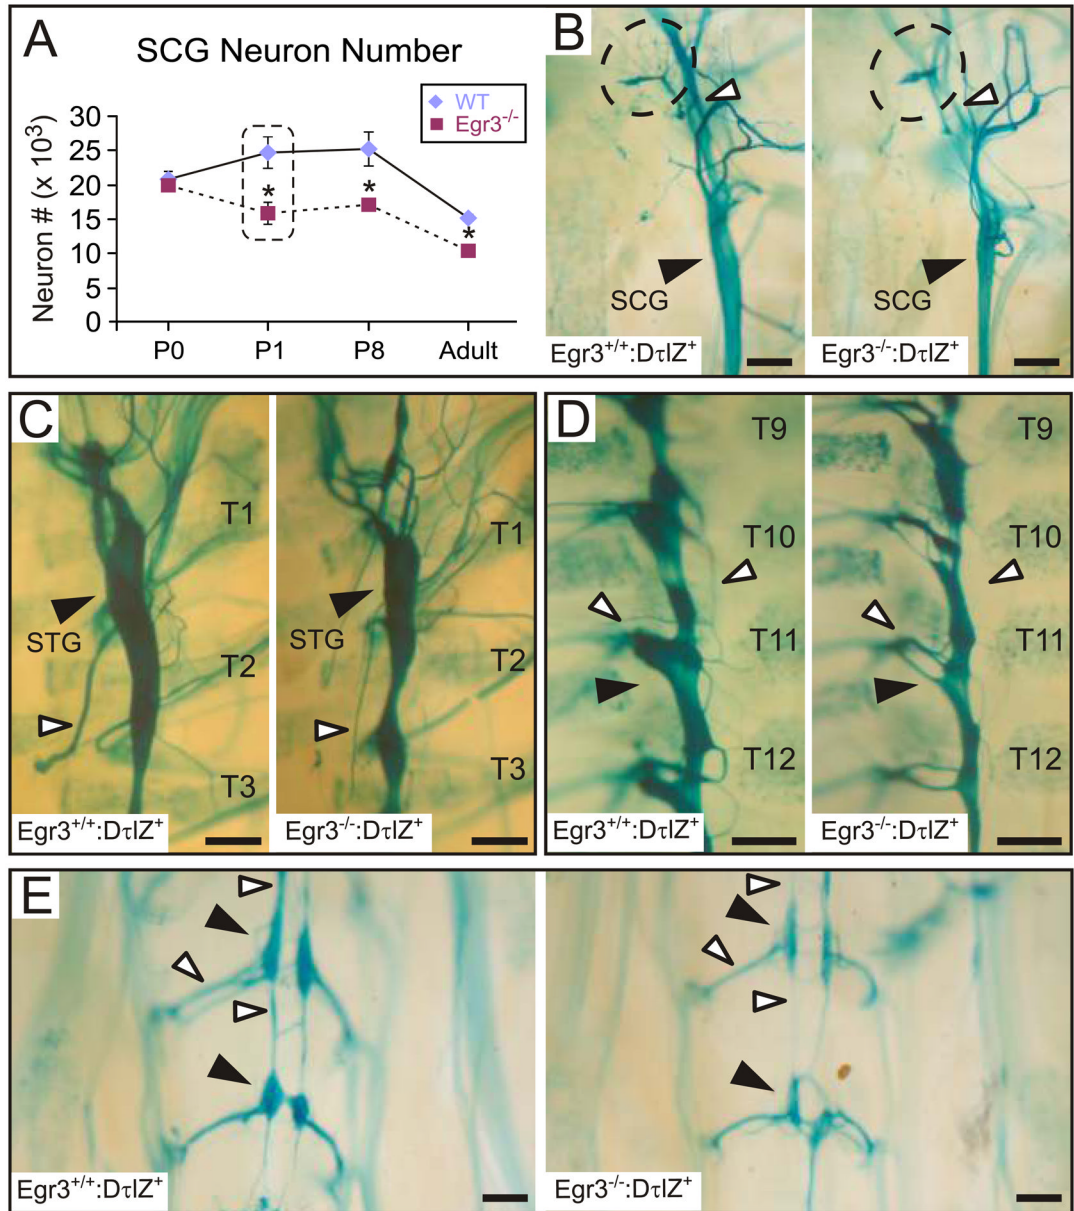 A
SCG Neuron Number
WT
Egr3-/-
Neuron # (x 10³)
30
25
20
15
10
5
0
*
*
*
P0 P1 P8 Adult
B
SCG
SCG
Egr3+/+:DτlZ+
Egr3-/-:DτlZ+
C
T1
STG
T2
T3
Egr3+/+:DτlZ+
T1
STG
T2
T3
Egr3-/-:DτlZ+
D
T9
T10
T11
T12
Egr3+/+:DτlZ+
T9
T10
T11
T12
Egr3-/-:DτlZ+
E
Egr3+/+:DτlZ+
Egr3-/-:DτlZ+